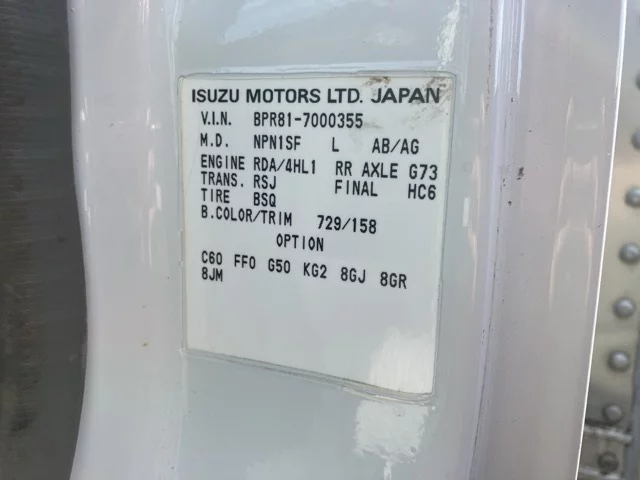 ISUZU MOTORS LTD. JAPAN
V.I.N. BPR81-7000355
M.D. NPN1SF L AB/AG
ENGINE RDA/4HL1 RR AXLE G73
TRANS. RSJ FINAL HC6
TIRE BSQ
B.COLOR/TRIM 729/158
OPTION
C60 FF0 G50 KG2 8GJ 8GR
8JM